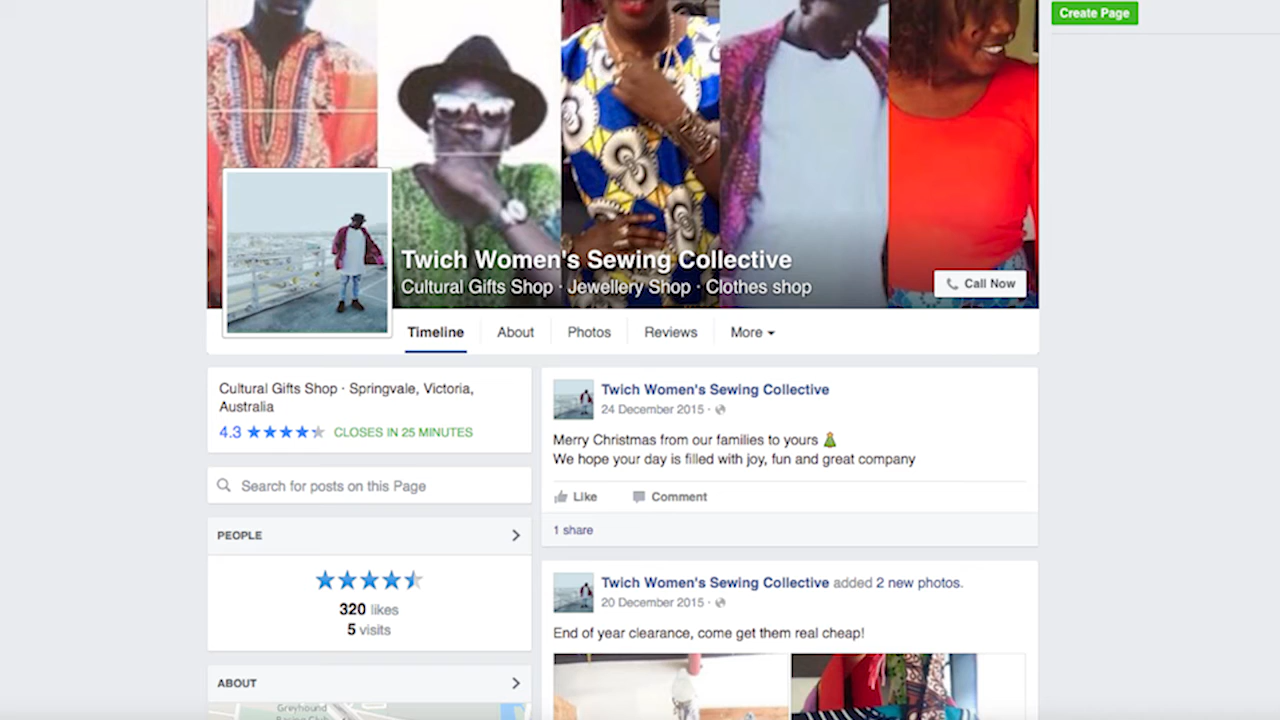 Create Page
Twich Women's Sewing Collective
Cultural Gifts Shop · Jewellery Shop · Clothes shop
Call Now
Timeline
About
Photos
Reviews
More
Cultural Gifts Shop · Springvale, Victoria,
Australia
4.3
CLOSES IN 25 MINUTES
Search for posts on this Page
PEOPLE
320 likes
5 visits
ABOUT
Greyhound
Racing Club
Twich Women's Sewing Collective
24 December 2015 ·
Merry Christmas from our families to yours 🎄
We hope your day is filled with joy, fun and great company
Like
Comment
1 share
Twich Women's Sewing Collective added 2 new photos.
20 December 2015 ·
End of year clearance, come get them real cheap!